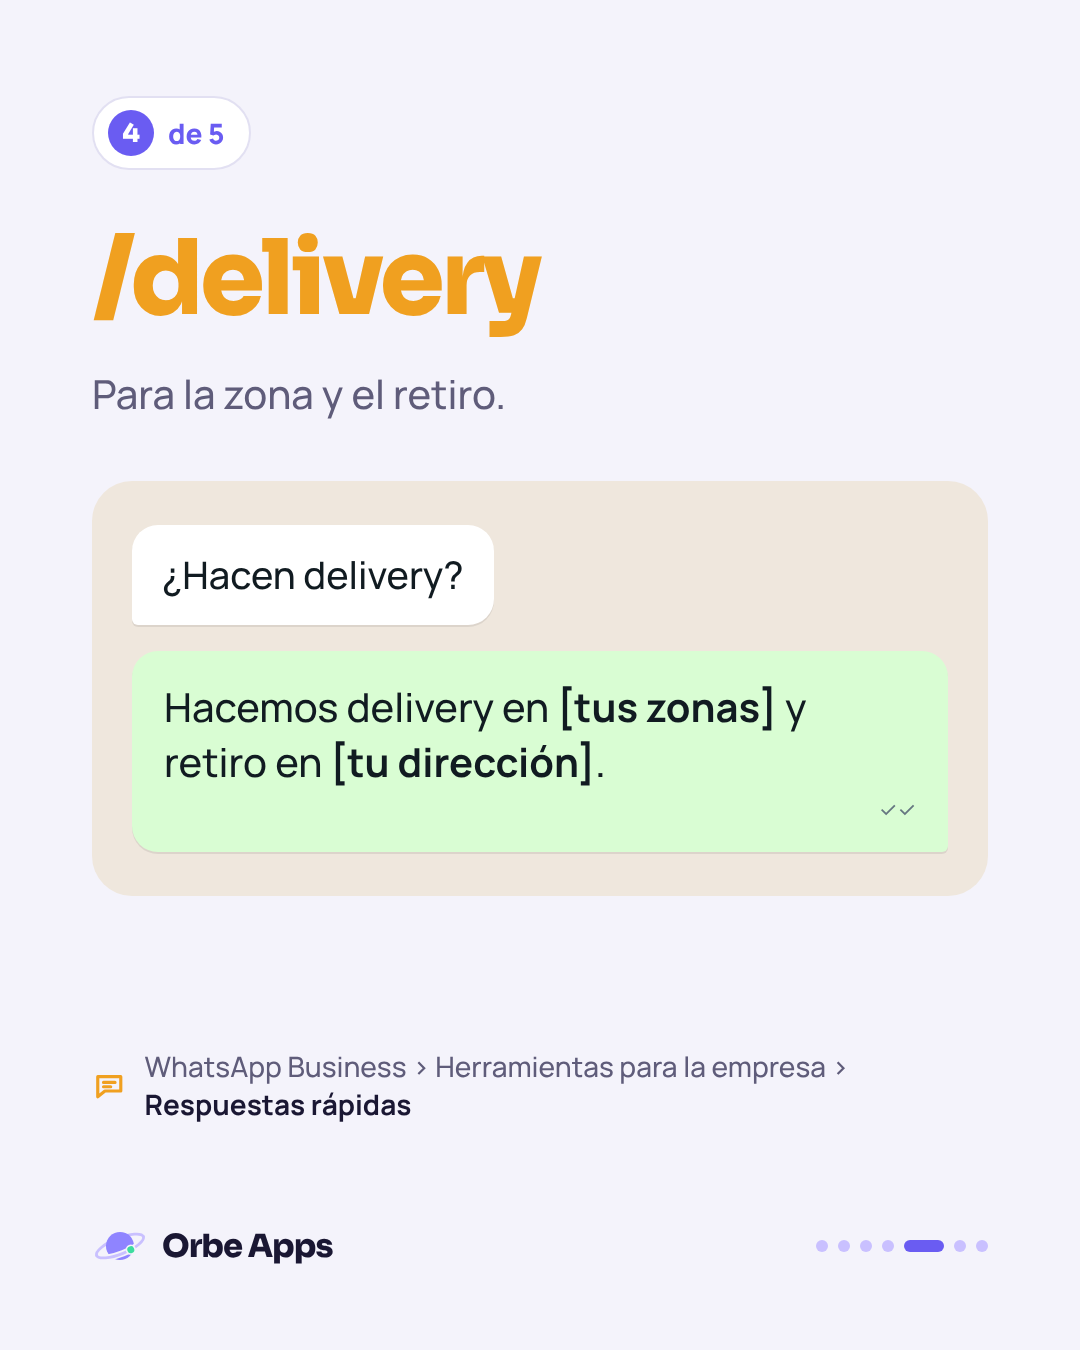 4 de 5
/delivery
Para la zona y el retiro.
¿Hacen delivery?
Hacemos delivery en [tus zonas] y
retiro en [tu dirección].
WhatsApp Business > Herramientas para la empresa >
Respuestas rápidas
Orbe Apps